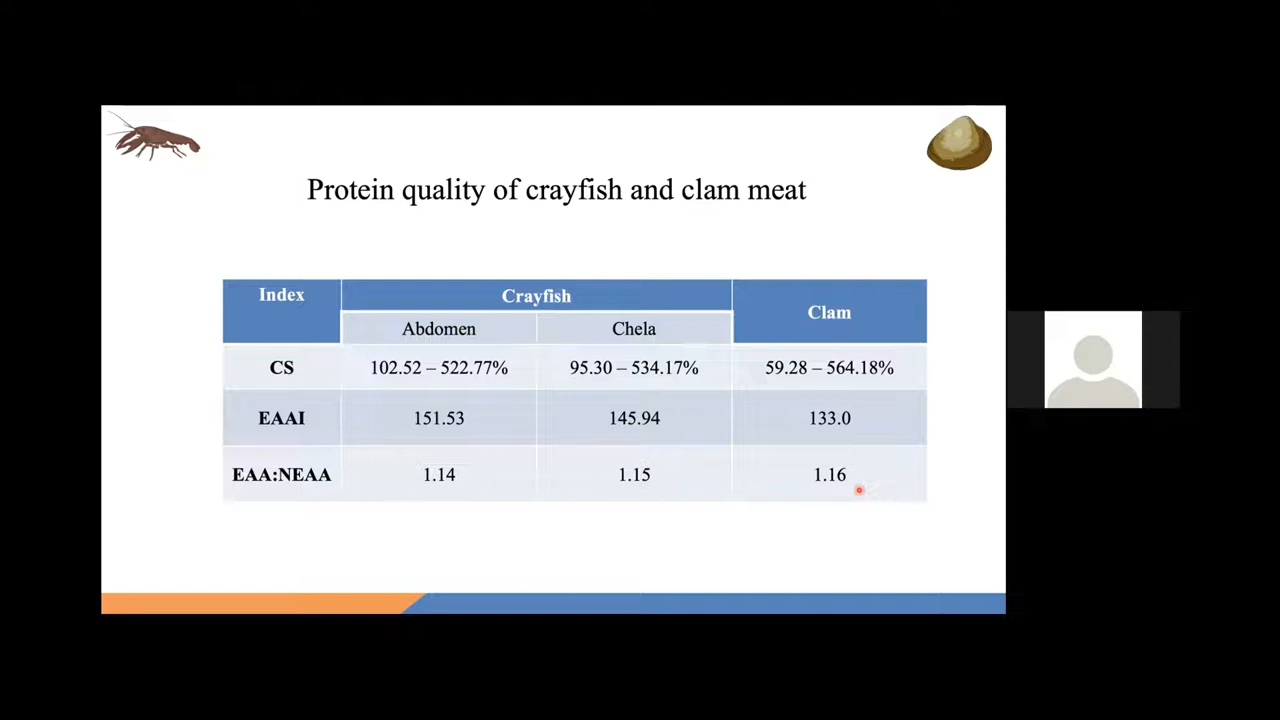 Protein quality of crayfish and clam meat
Index Crayfish Clam
Abdomen Chela
CS 102.52 – 522.77% 95.30 – 534.17% 59.28 – 564.18%
EAAI 151.53 145.94 133.0
EAA:NEAA 1.14 1.15 1.16